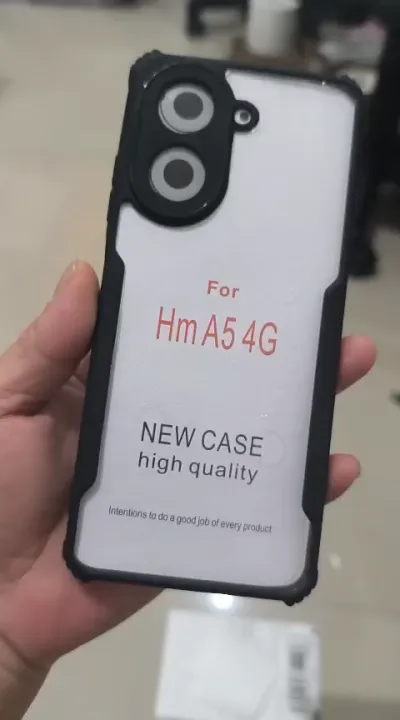 For
Hm A5 4G
NEW CASE
high quality
Intentions to do a good job of every product